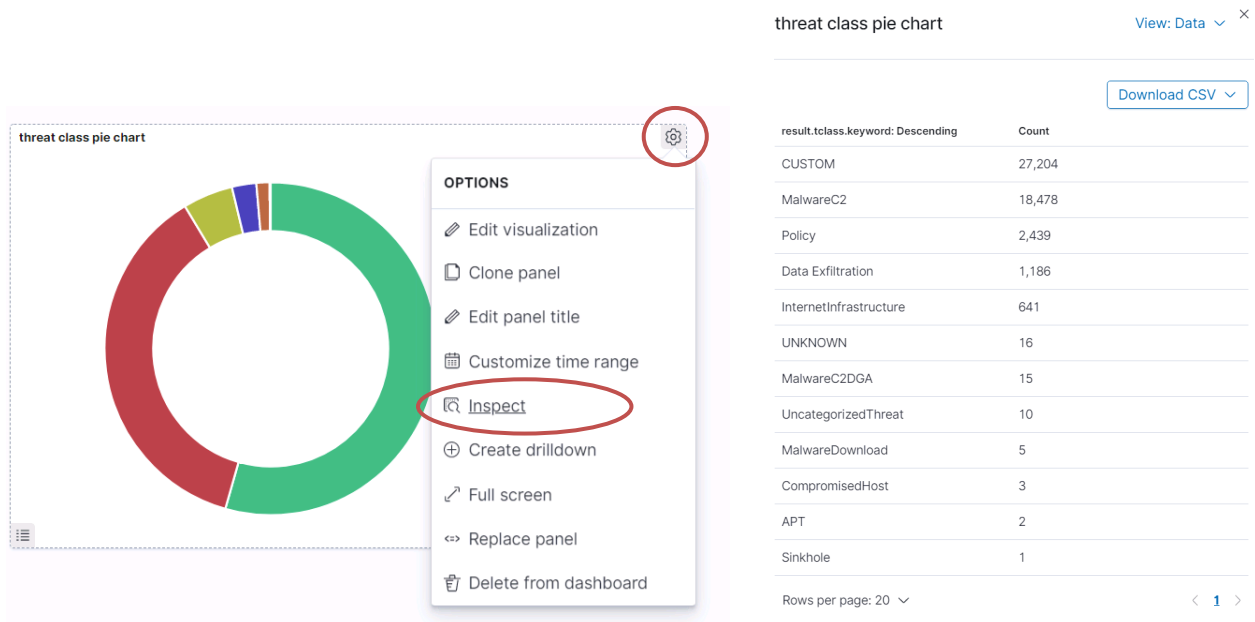 threat class pie chart
OPTIONS
Edit visualization
Clone panel
Edit panel title
Customize time range
Inspect
Create drilldown
Full screen
Replace panel
Delete from dashboard
threat class pie chart View: Data
Download CSV
result.tclass.keyword: Descending Count
CUSTOM 27,204
MalwareC2 18,478
Policy 2,439
Data Exfiltration 1,186
InternetInfrastructure 641
UNKNOWN 16
MalwareC2DGA 15
UncategorizedThreat 10
MalwareDownload 5
CompromisedHost 3
APT 2
Sinkhole 1
Rows per page: 20 1